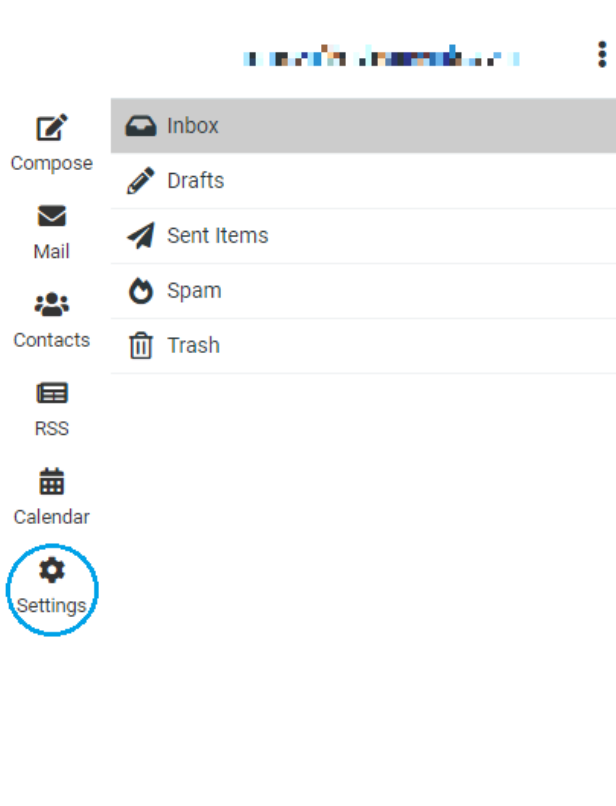 Compose
Mail
Contacts
RSS
Calendar
Settings
Inbox
Drafts
Sent Items
Spam
Trash